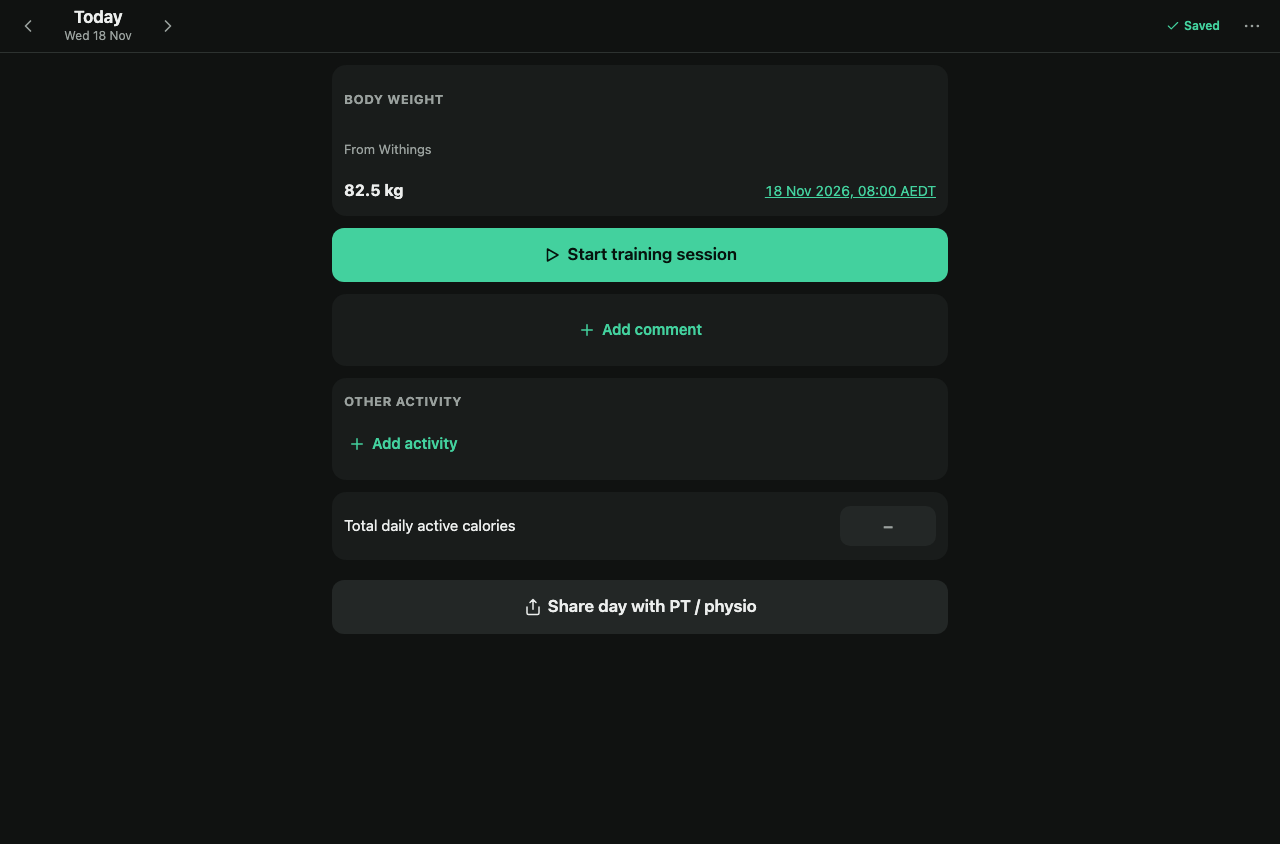 Today
Wed 18 Nov
Saved
BODY WEIGHT
From Withings
82.5 kg
18 Nov 2026, 08:00 AEDT
Start training session
Add comment
OTHER ACTIVITY
Add activity
Total daily active calories
–
Share day with PT / physio